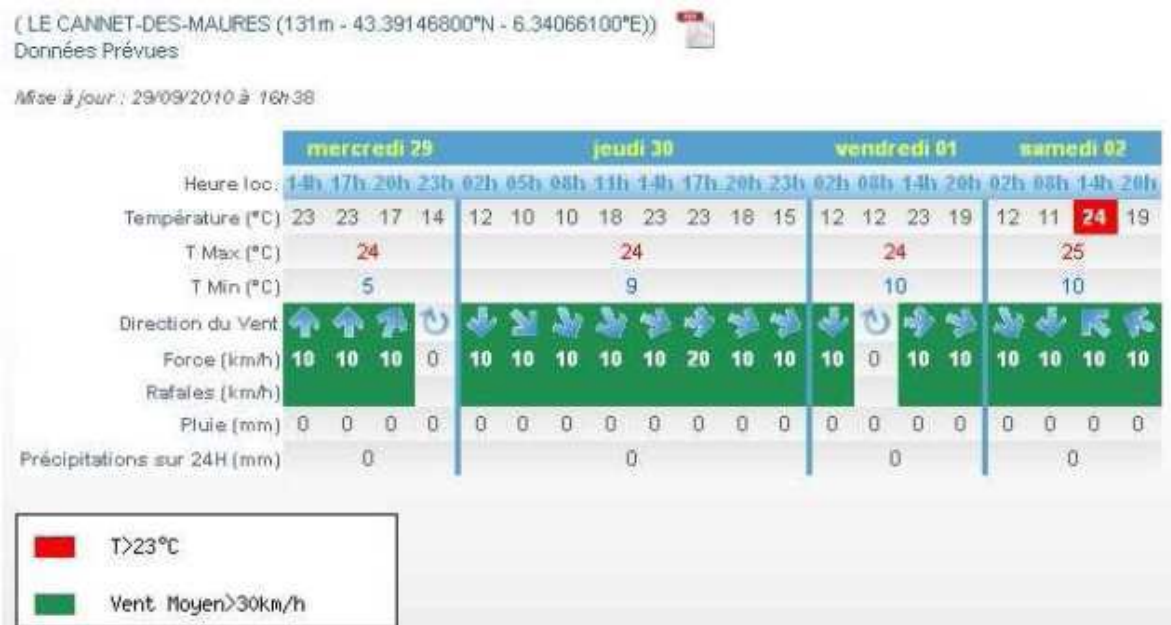 ( LE CANNET-DES-MAURES (131m - 43.39146800°N - 6.34066100°E))
Données Prévues
Mise à jour : 29/09/2010 à 16h38
mercredi 29 jeudi 30 vendredi 01 samedi 02
Heure loc. 14h 17h 20h 23h 02h 05h 08h 11h 14h 17h 20h 23h 02h 08h 14h 20h 02h 08h 14h 20h
Température (°C) 23 23 17 14 12 10 10 18 23 23 18 15 12 12 23 19 12 11 24 19
T Max (°C) 24 24 24 25
T Min (°C) 5 9 10 10
Direction du Vent
Force (km/h) 10 10 10 0 10 10 10 10 10 20 10 10 10 0 10 10 10 10 10 10
Rafales (km/h)
Pluie (mm) 0 0 0 0 0 0 0 0 0 0 0 0 0 0 0 0 0 0 0 0
Précipitations sur 24H (mm) 0 0 0 0
T>23°C
Vent Moyen>30km/h